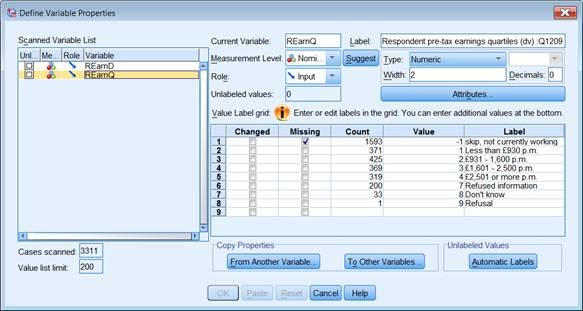 Define Variable Properties
Scanned Variable List
Unl... Me... Role Variable
REarnD
REarnQ
Cases scanned: 3311
Value list limit: 200
Current Variable: REarnQ Label: Respondent pre-tax earnings quartiles (dv) :Q1209
Measurement Level: Nomi... Suggest Type: Numeric
Role: Input Width: 2 Decimals: 0
Unlabeled values: 0 Attributes...
Value Label grid: Enter or edit labels in the grid. You can enter additional values at the bottom.
Changed Missing Count Value Label
1 1593 -1 skip, not currently working
2 371 1 Less than £930 p.m.
3 425 2 £931 - 1,600 p.m.
4 369 3 £1,601 - 2,500 p.m.
5 319 4 £2,501 or more p.m.
6 200 7 Refused information
7 33 8 Don't know
8 1 9 Refusal
9
Copy Properties
From Another Variable... To Other Variables...
Unlabeled Values
Automatic Labels
OK Paste Reset Cancel Help